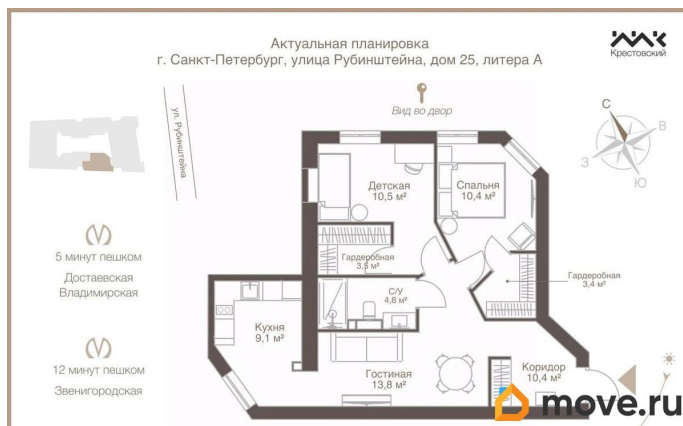 Актуальная планировка
г. Санкт-Петербург, улица Рубинштейна, дом 25, литера А
Крестовский
ул. Рубинштейна
Вид во двор
С
В
З
Ю
Детская
10,5 м²
Спальня
10,4 м²
Гардеробная
3,5 м²
Гардеробная
3,4 м²
С/У
4,8 м²
5 минут пешком
Достаевская
Владимирская
Кухня
9,1 м²
12 минут пешком
Звенигородская
Гостиная
13,8 м²
Коридор
10,4 м²
move.ru